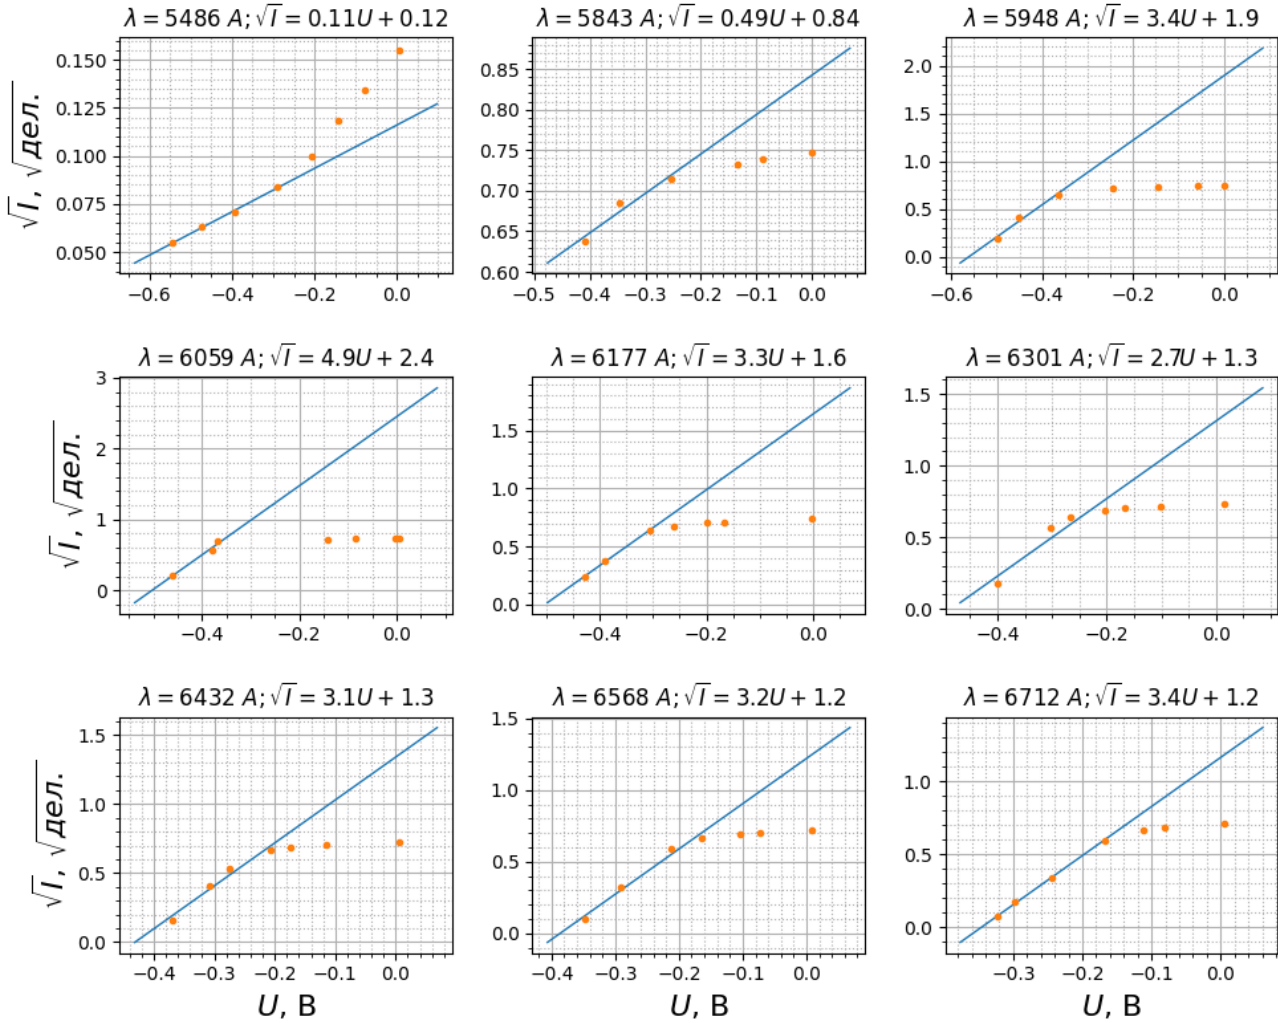 λ = 5486 A; √I = 0.11U + 0.12
λ = 5843 A; √I = 0.49U + 0.84
λ = 5948 A; √I = 3.4U + 1.9
√I, √дел.
0.150
0.125
0.100
0.075
0.050
−0.6 −0.4 −0.2 0.0
0.85
0.80
0.75
0.70
0.65
0.60
−0.5 −0.4 −0.3 −0.2 −0.1 0.0
2.0
1.5
1.0
0.5
0.0
−0.6 −0.4 −0.2 0.0
λ = 6059 A; √I = 4.9U + 2.4
λ = 6177 A; √I = 3.3U + 1.6
λ = 6301 A; √I = 2.7U + 1.3
√I, √дел.
3
2
1
0
−0.4 −0.2 0.0
1.5
1.0
0.5
0.0
−0.4 −0.2 0.0
1.5
1.0
0.5
0.0
−0.4 −0.2 0.0
λ = 6432 A; √I = 3.1U + 1.3
λ = 6568 A; √I = 3.2U + 1.2
λ = 6712 A; √I = 3.4U + 1.2
√I, √дел.
1.5
1.0
0.5
0.0
−0.4 −0.3 −0.2 −0.1 0.0
U, В
1.5
1.0
0.5
0.0
−0.4 −0.3 −0.2 −0.1 0.0
U, В
1.0
0.5
0.0
−0.3 −0.2 −0.1 0.0
U, В